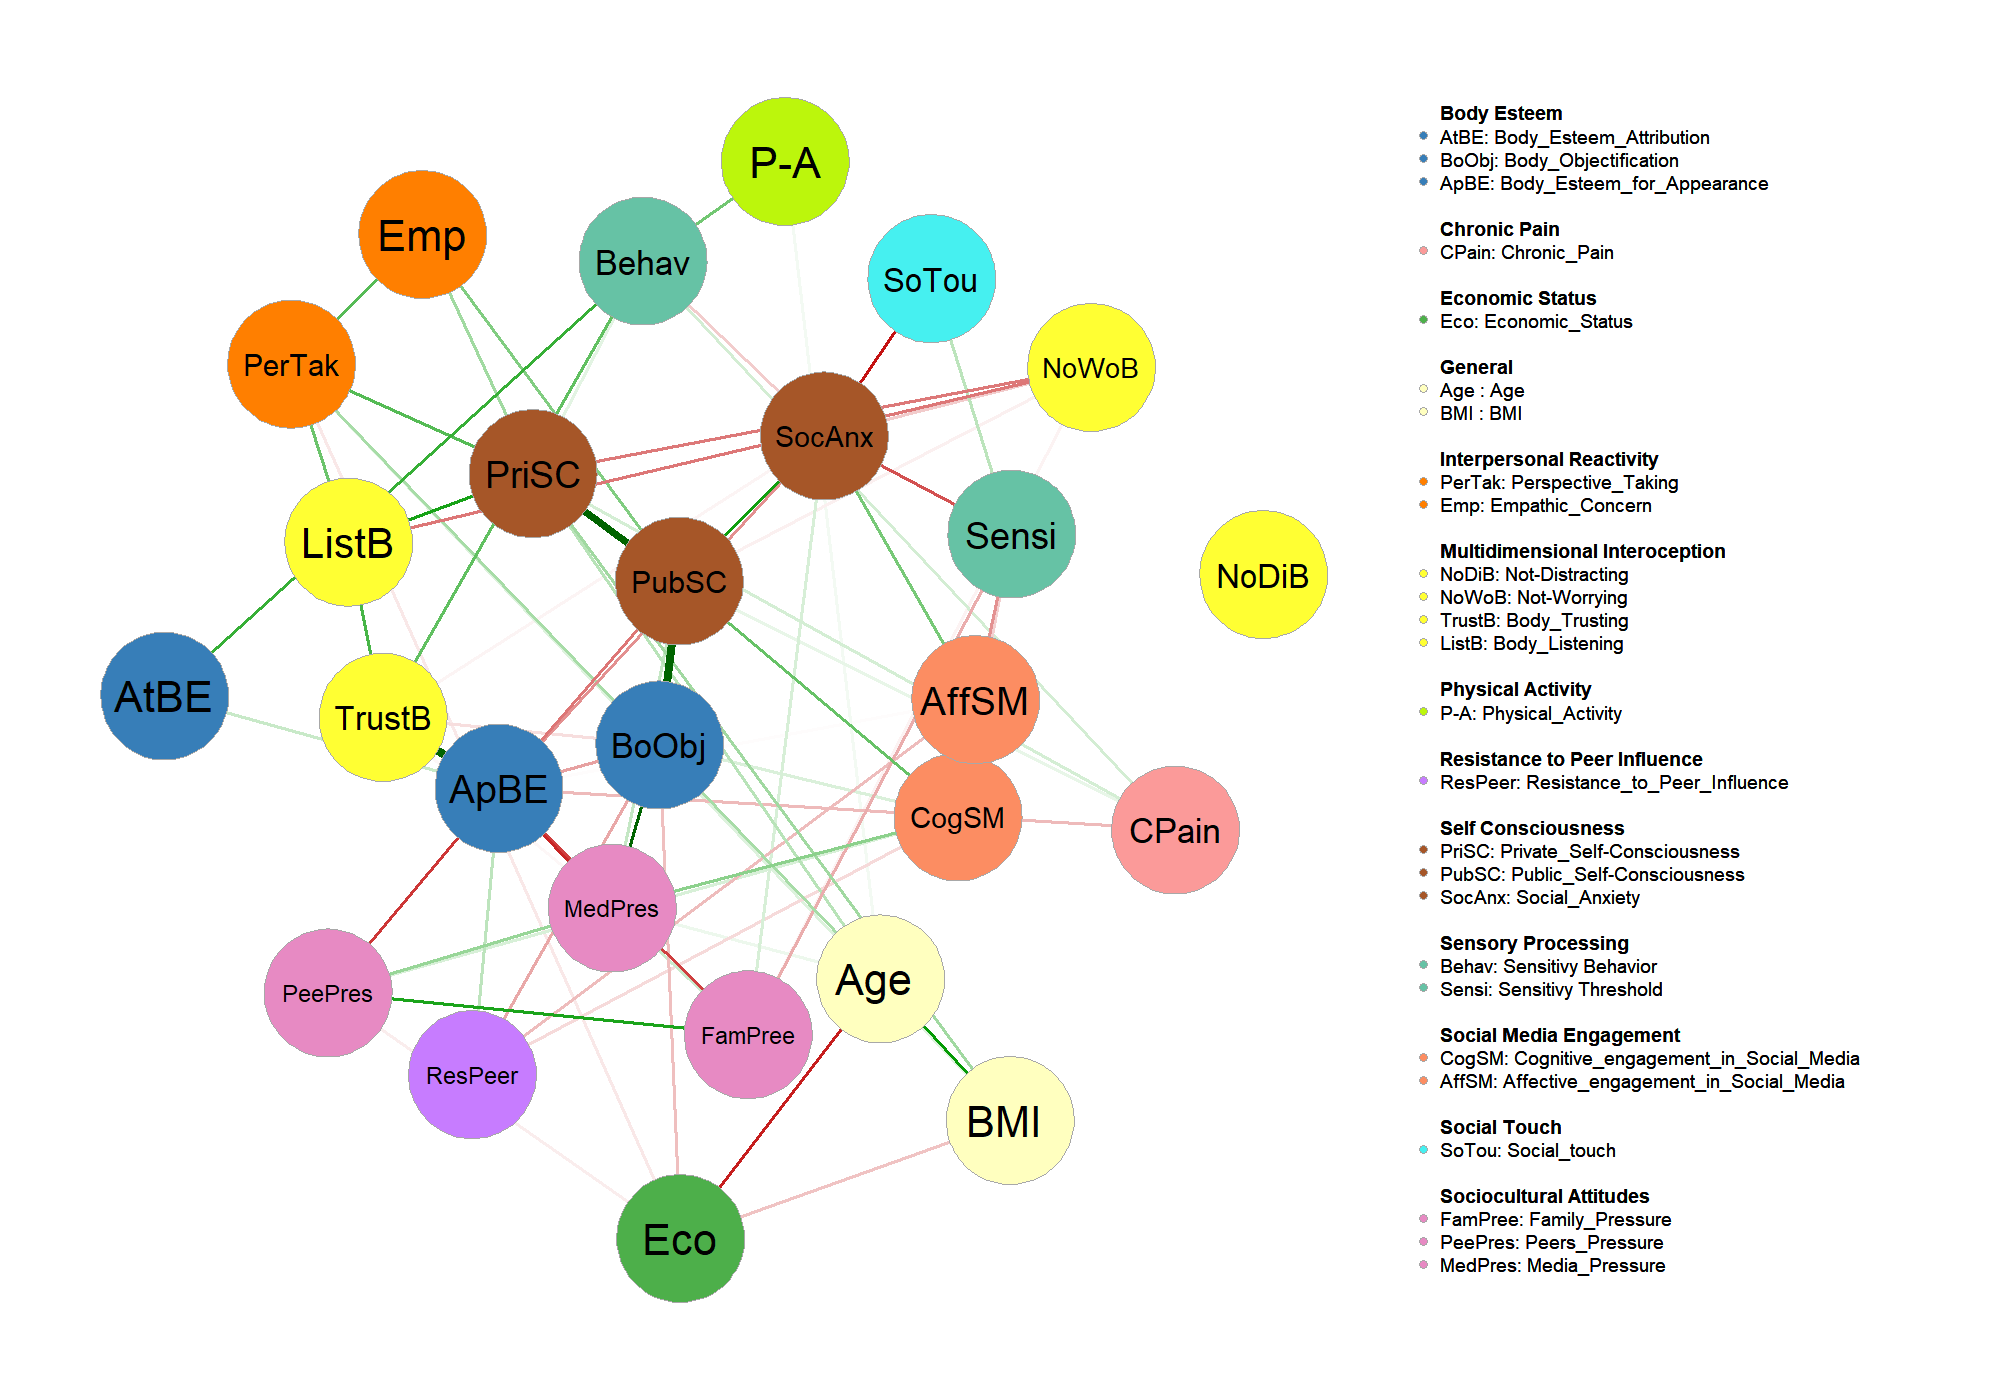 P-A
Emp
Behav
SoTou
PerTak
NoWoB
SocAnx
PriSC
ListB
Sensi
PubSC
NoDiB
AtBE
TrustB
AffSM
BoObj
ApBE
CogSM
CPain
MedPres
Age
PeePres
FamPree
ResPeer
BMI
Eco
Body Esteem
AtBE: Body_Esteem_Attribution
BoObj: Body_Objectification
ApBE: Body_Esteem_for_Appearance
Chronic Pain
CPain: Chronic_Pain
Economic Status
Eco: Economic_Status
General
Age : Age
BMI : BMI
Interpersonal Reactivity
PerTak: Perspective_Taking
Emp: Empathic_Concern
Multidimensional Interoception
NoDiB: Not-Distracting
NoWoB: Not-Worrying
TrustB: Body_Trusting
ListB: Body_Listening
Physical Activity
P-A: Physical_Activity
Resistance to Peer Influence
ResPeer: Resistance_to_Peer_Influence
Self Consciousness
PriSC: Private_Self-Consciousness
PubSC: Public_Self-Consciousness
SocAnx: Social_Anxiety
Sensory Processing
Behav: Sensitivy Behavior
Sensi: Sensitivy Threshold
Social Media Engagement
CogSM: Cognitive_engagement_in_Social_Media
AffSM: Affective_engagement_in_Social_Media
Social Touch
SoTou: Social_touch
Sociocultural Attitudes
FamPree: Family_Pressure
PeePres: Peers_Pressure
MedPres: Media_Pressure